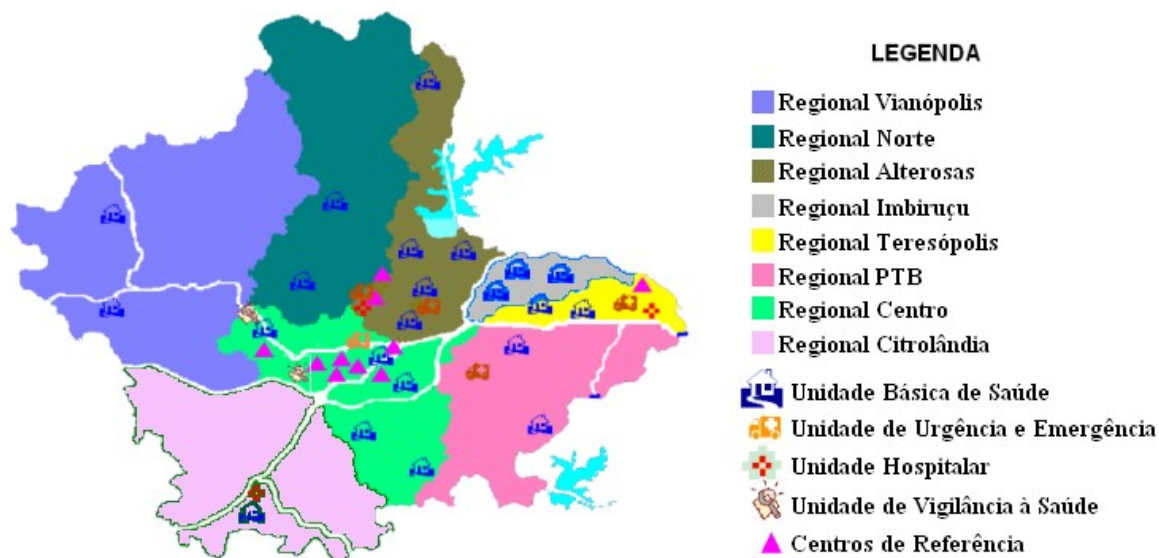 LEGENDA
Regional Vianópolis
Regional Norte
Regional Alterosas
Regional Imbiruçu
Regional Teresópolis
Regional PTB
Regional Centro
Regional Citrolândia
Unidade Básica de Saúde
Unidade de Urgência e Emergência
Unidade Hospitalar
Unidade de Vigilância à Saúde
Centros de Referência